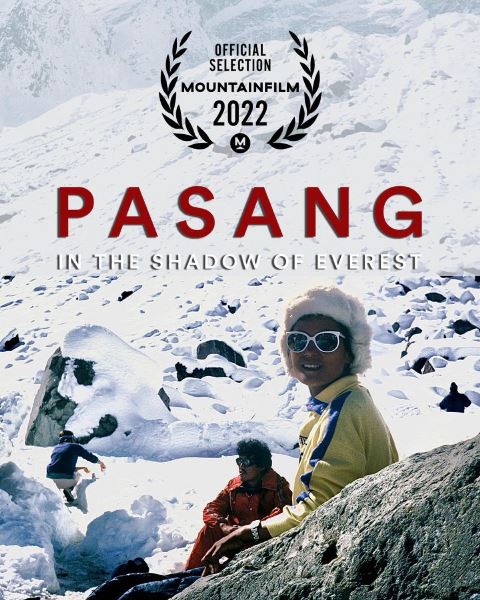 OFFICIAL
SELECTION
MOUNTAINFILM
2022
M
PASANG
IN THE SHADOW OF EVEREST